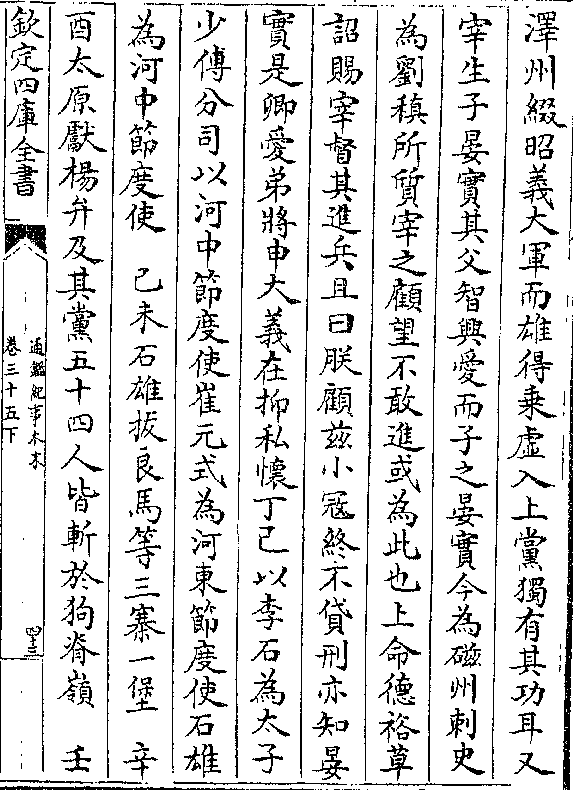 澤州綴昭義大軍而雄得乗虚入上黨獨有其功耳又
宰生子晏實其父智興愛而子之晏實今為磁州刺史
為劉稹所質宰之顧望不敢進或為此也上命德裕草
詔賜宰督其進兵且曰朕顧兹小冦終不貸刑亦知晏
實是卿愛弟將申大義在抑私懷丁已以李石為太子
少傅分司以河中節度使崔元式為河東節度使石雄
為河中節度使　已未石雄拔良馬等三寨一堡　辛
酉太原獻楊弁及其黨五十四人皆斬於狗脊嶺　壬
欽定四庫全書
通鑑紀事本末
卷三十五下
四三